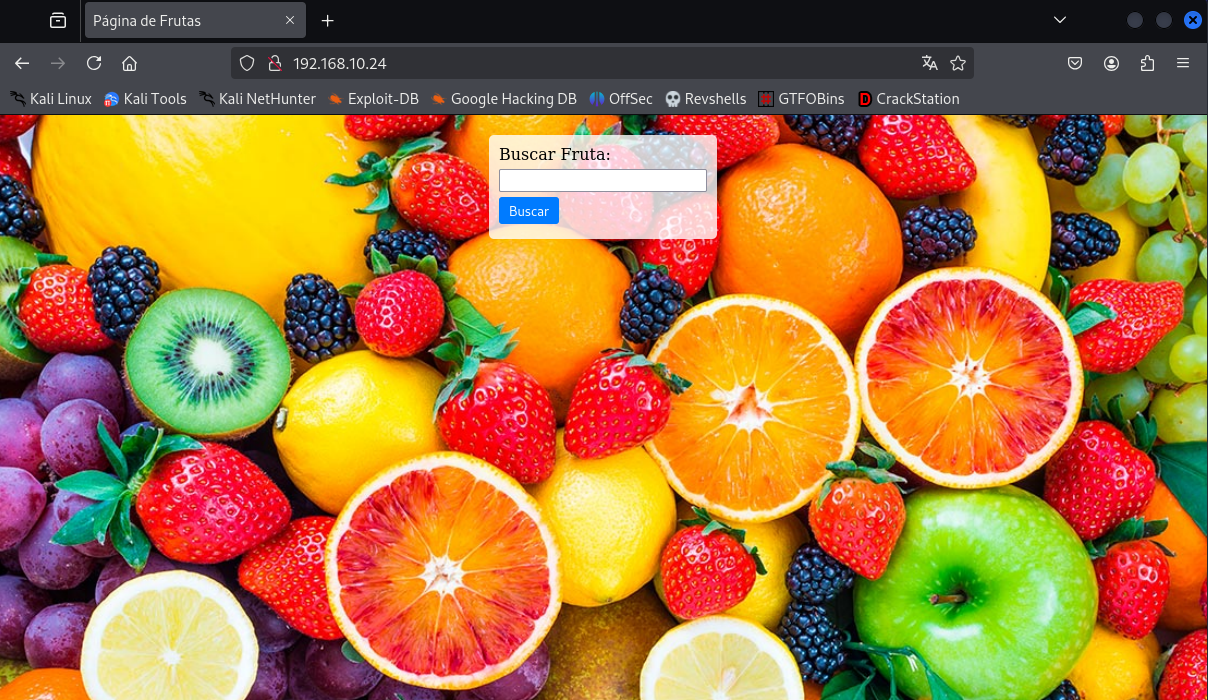 Página de Frutas
192.168.10.24
Kali Linux Kali Tools Kali NetHunter Exploit-DB Google Hacking DB OffSec Revshells GTFOBins CrackStation
Buscar Fruta:
Buscar